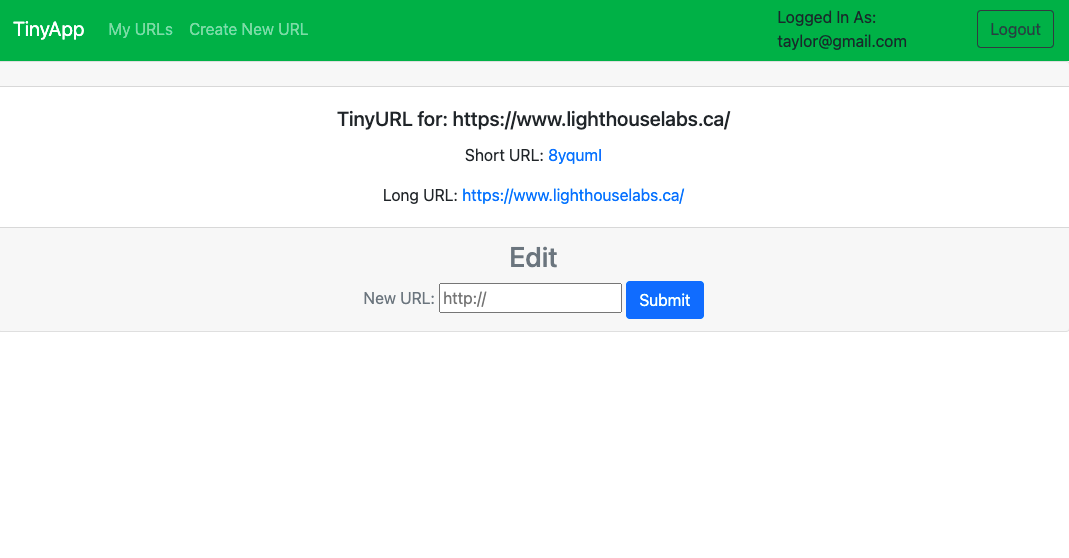 TinyApp My URLs Create New URL Logged In As:
taylor@gmail.com Logout
TinyURL for: https://www.lighthouselabs.ca/
Short URL: 8yquml
Long URL: https://www.lighthouselabs.ca/
Edit
New URL: http:// Submit